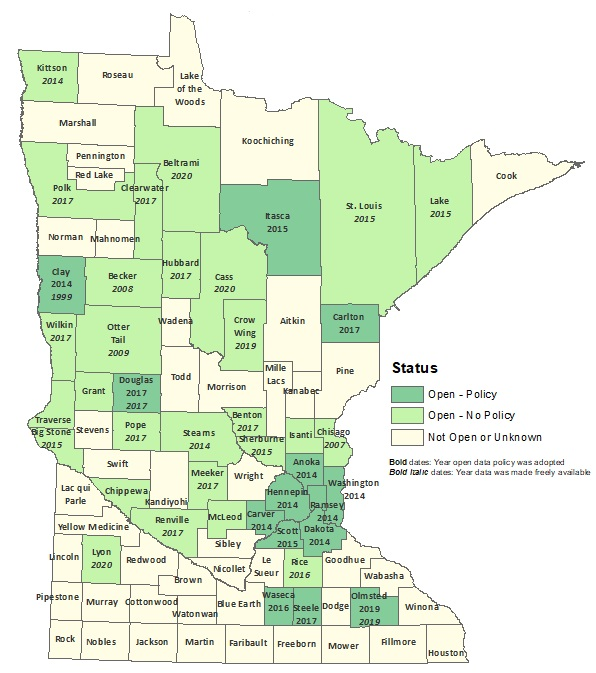 Kittson
2014
Roseau
Lake
of the
Woods
Marshall
Koochiching
Pennington
Red Lake
Polk
2017
Clearwater
2017
Beltrami
2020
Cook
Itasca
2015
St. Louis
2015
Lake
2015
Norman
Mahnomen
Clay
2014
1999
Becker
2008
Hubbard
2017
Cass
2020
Wilkin
2017
Otter
Tail
2009
Wadena
Crow
Wing
2019
Aitkin
Carlton
2017
Todd
Morrison
Mille
Lacs
Kanabec
Pine
Grant
Douglas
2017
2017
Traverse
Big Stone
2015
Stevens
Pope
2017
Stearns
2014
Benton
2017
Sherburne
2015
Isanti
Chisago
2007
Swift
Meeker
2017
Wright
Anoka
2014
Washington
2014
Hennepin
2014
Ramsey
2014
Lac qui
Parle
Chippewa
Kandiyohi
Renville
2017
McLeod
Carver
2014
Scott
2015
Dakota
2014
Yellow Medicine
Sibley
Lincoln
Lyon
2020
Redwood
Nicollet
Le
Sueur
Rice
2016
Goodhue
Wabasha
Brown
Pipestone
Murray
Cottonwood
Watonwan
Blue Earth
Waseca
2016
Steele
2017
Dodge
Olmsted
2019
2019
Winona
Rock
Nobles
Jackson
Martin
Faribault
Freeborn
Mower
Fillmore
Houston
Status
Open - Policy
Open - No Policy
Not Open or Unknown
Bold dates: Year open data policy was adopted
Bold Italic dates: Year data was made freely available